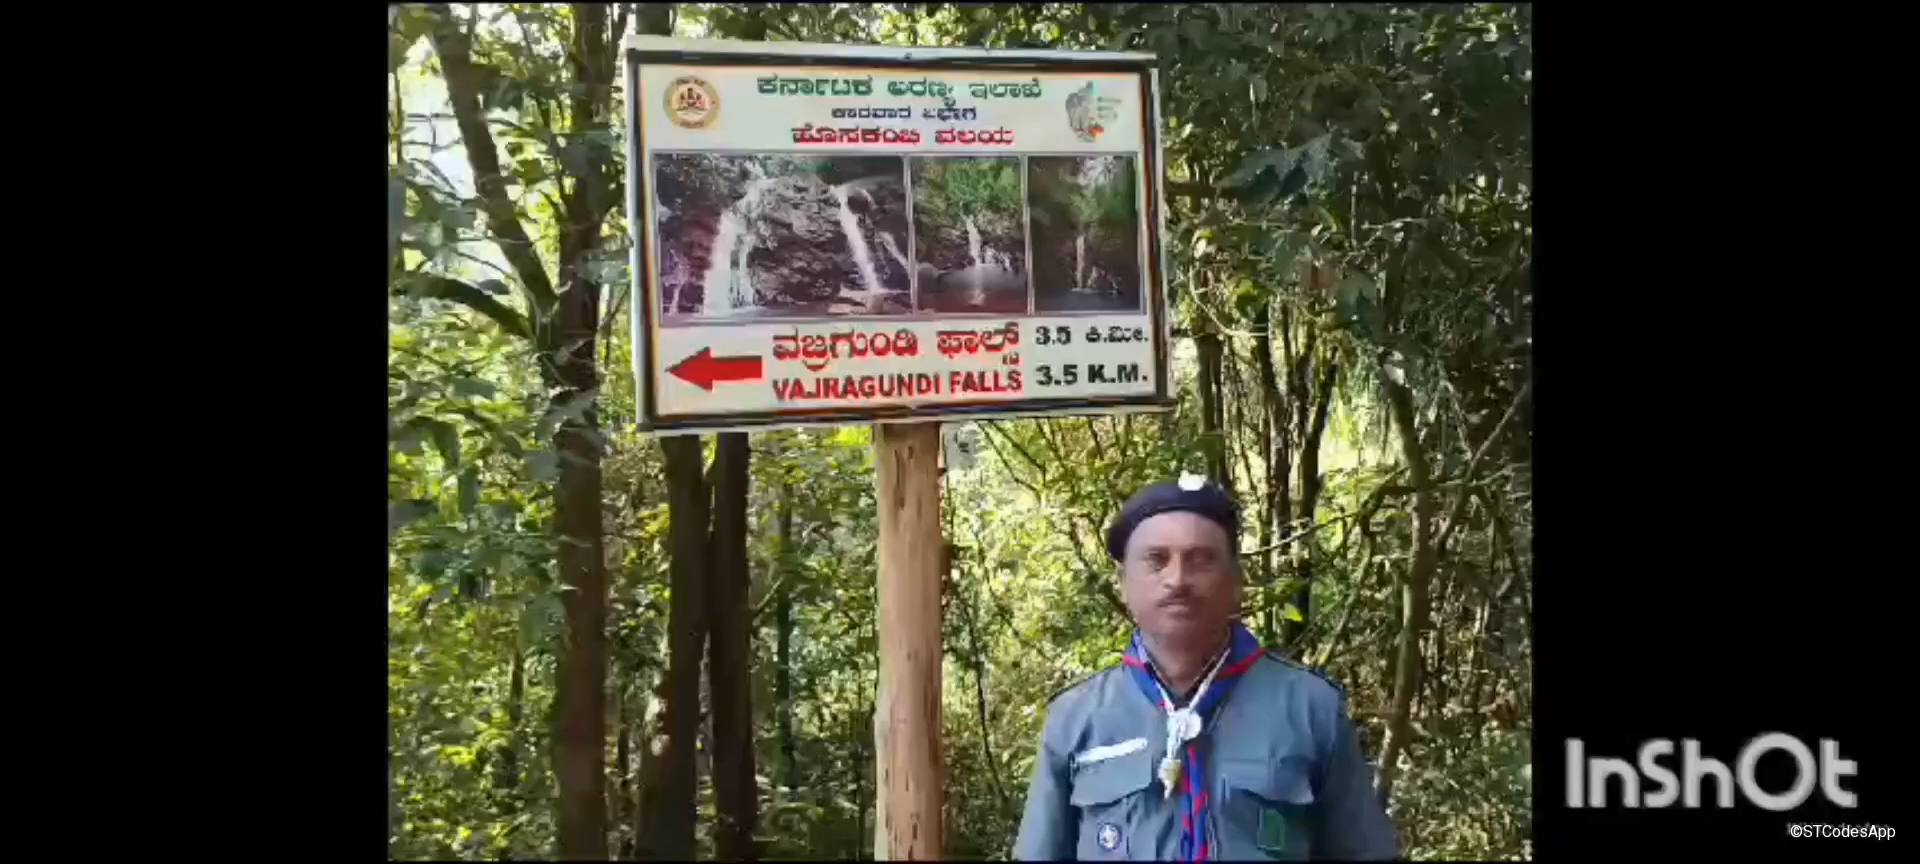 ಕರ್ನಾಟಕ ಅರಣ್ಯ ಇಲಾಖೆ
ಕಾರವಾರ ವಿಭಾಗ
ಹೊಸಕಂಬಿ ವಲಯ
ವಜ್ರಗುಂಡಿ ಫಾಲ್ಸ್ 3.5 ಕಿ.ಮೀ.
VAJRAGUNDI FALLS 3.5 K.M.
InShOt
©STCodesApp